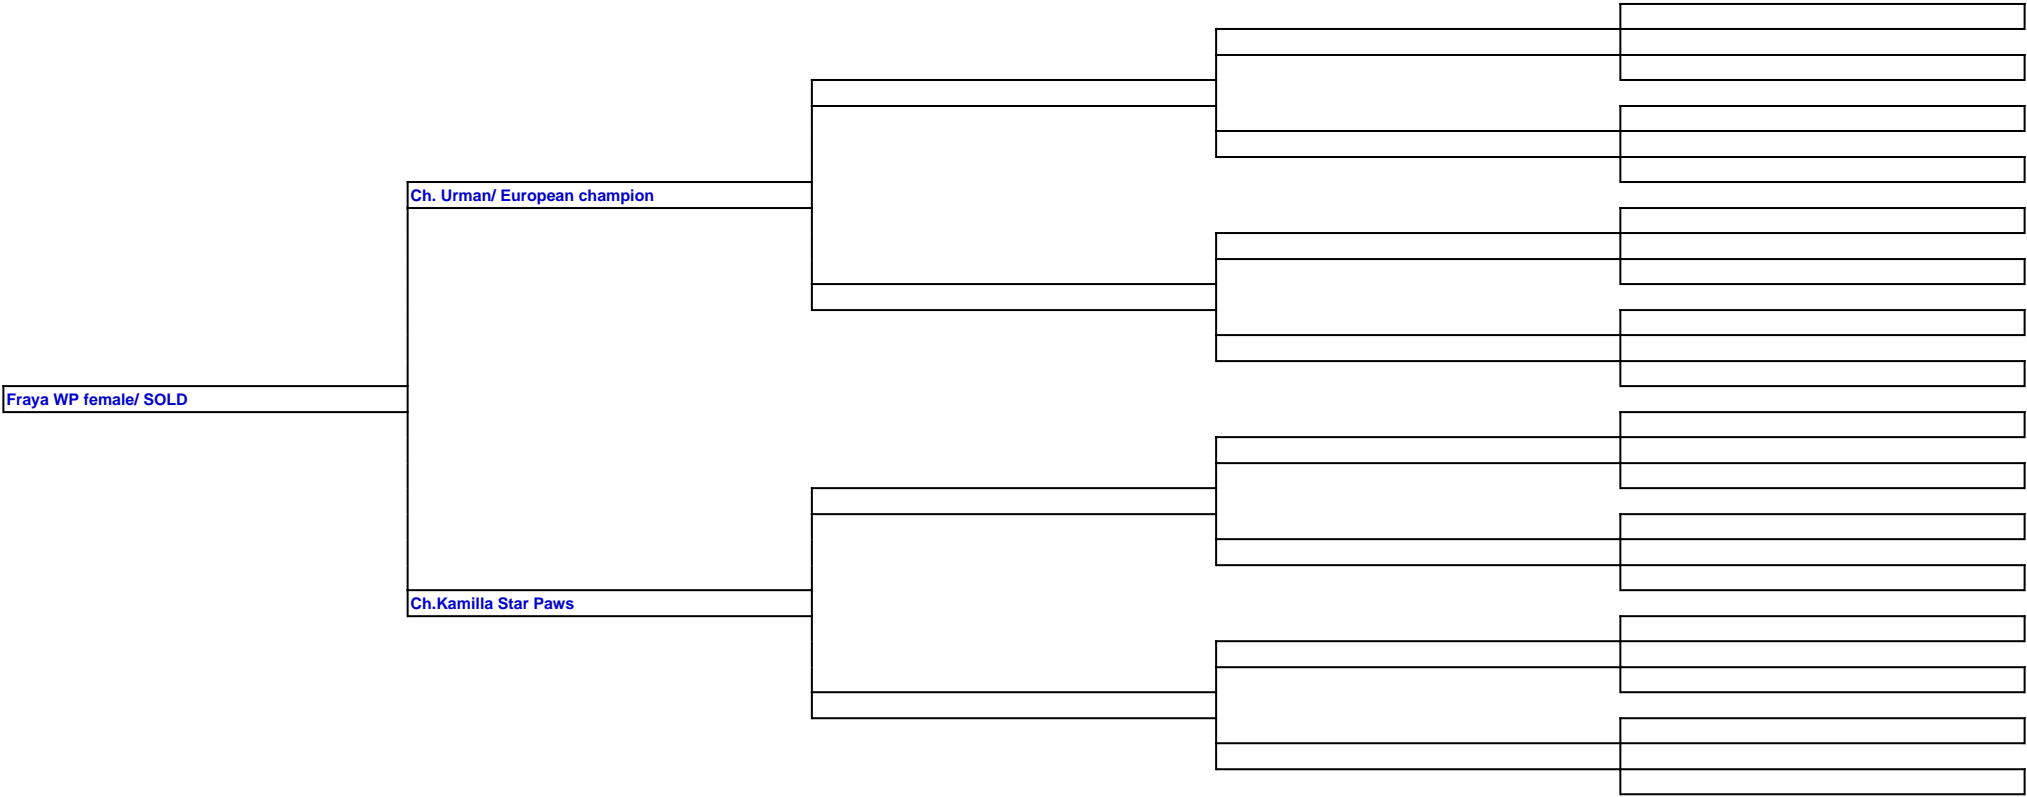 Ch. Urman/ European champion
Fraya WP female/ SOLD
Ch.Kamilla Star Paws